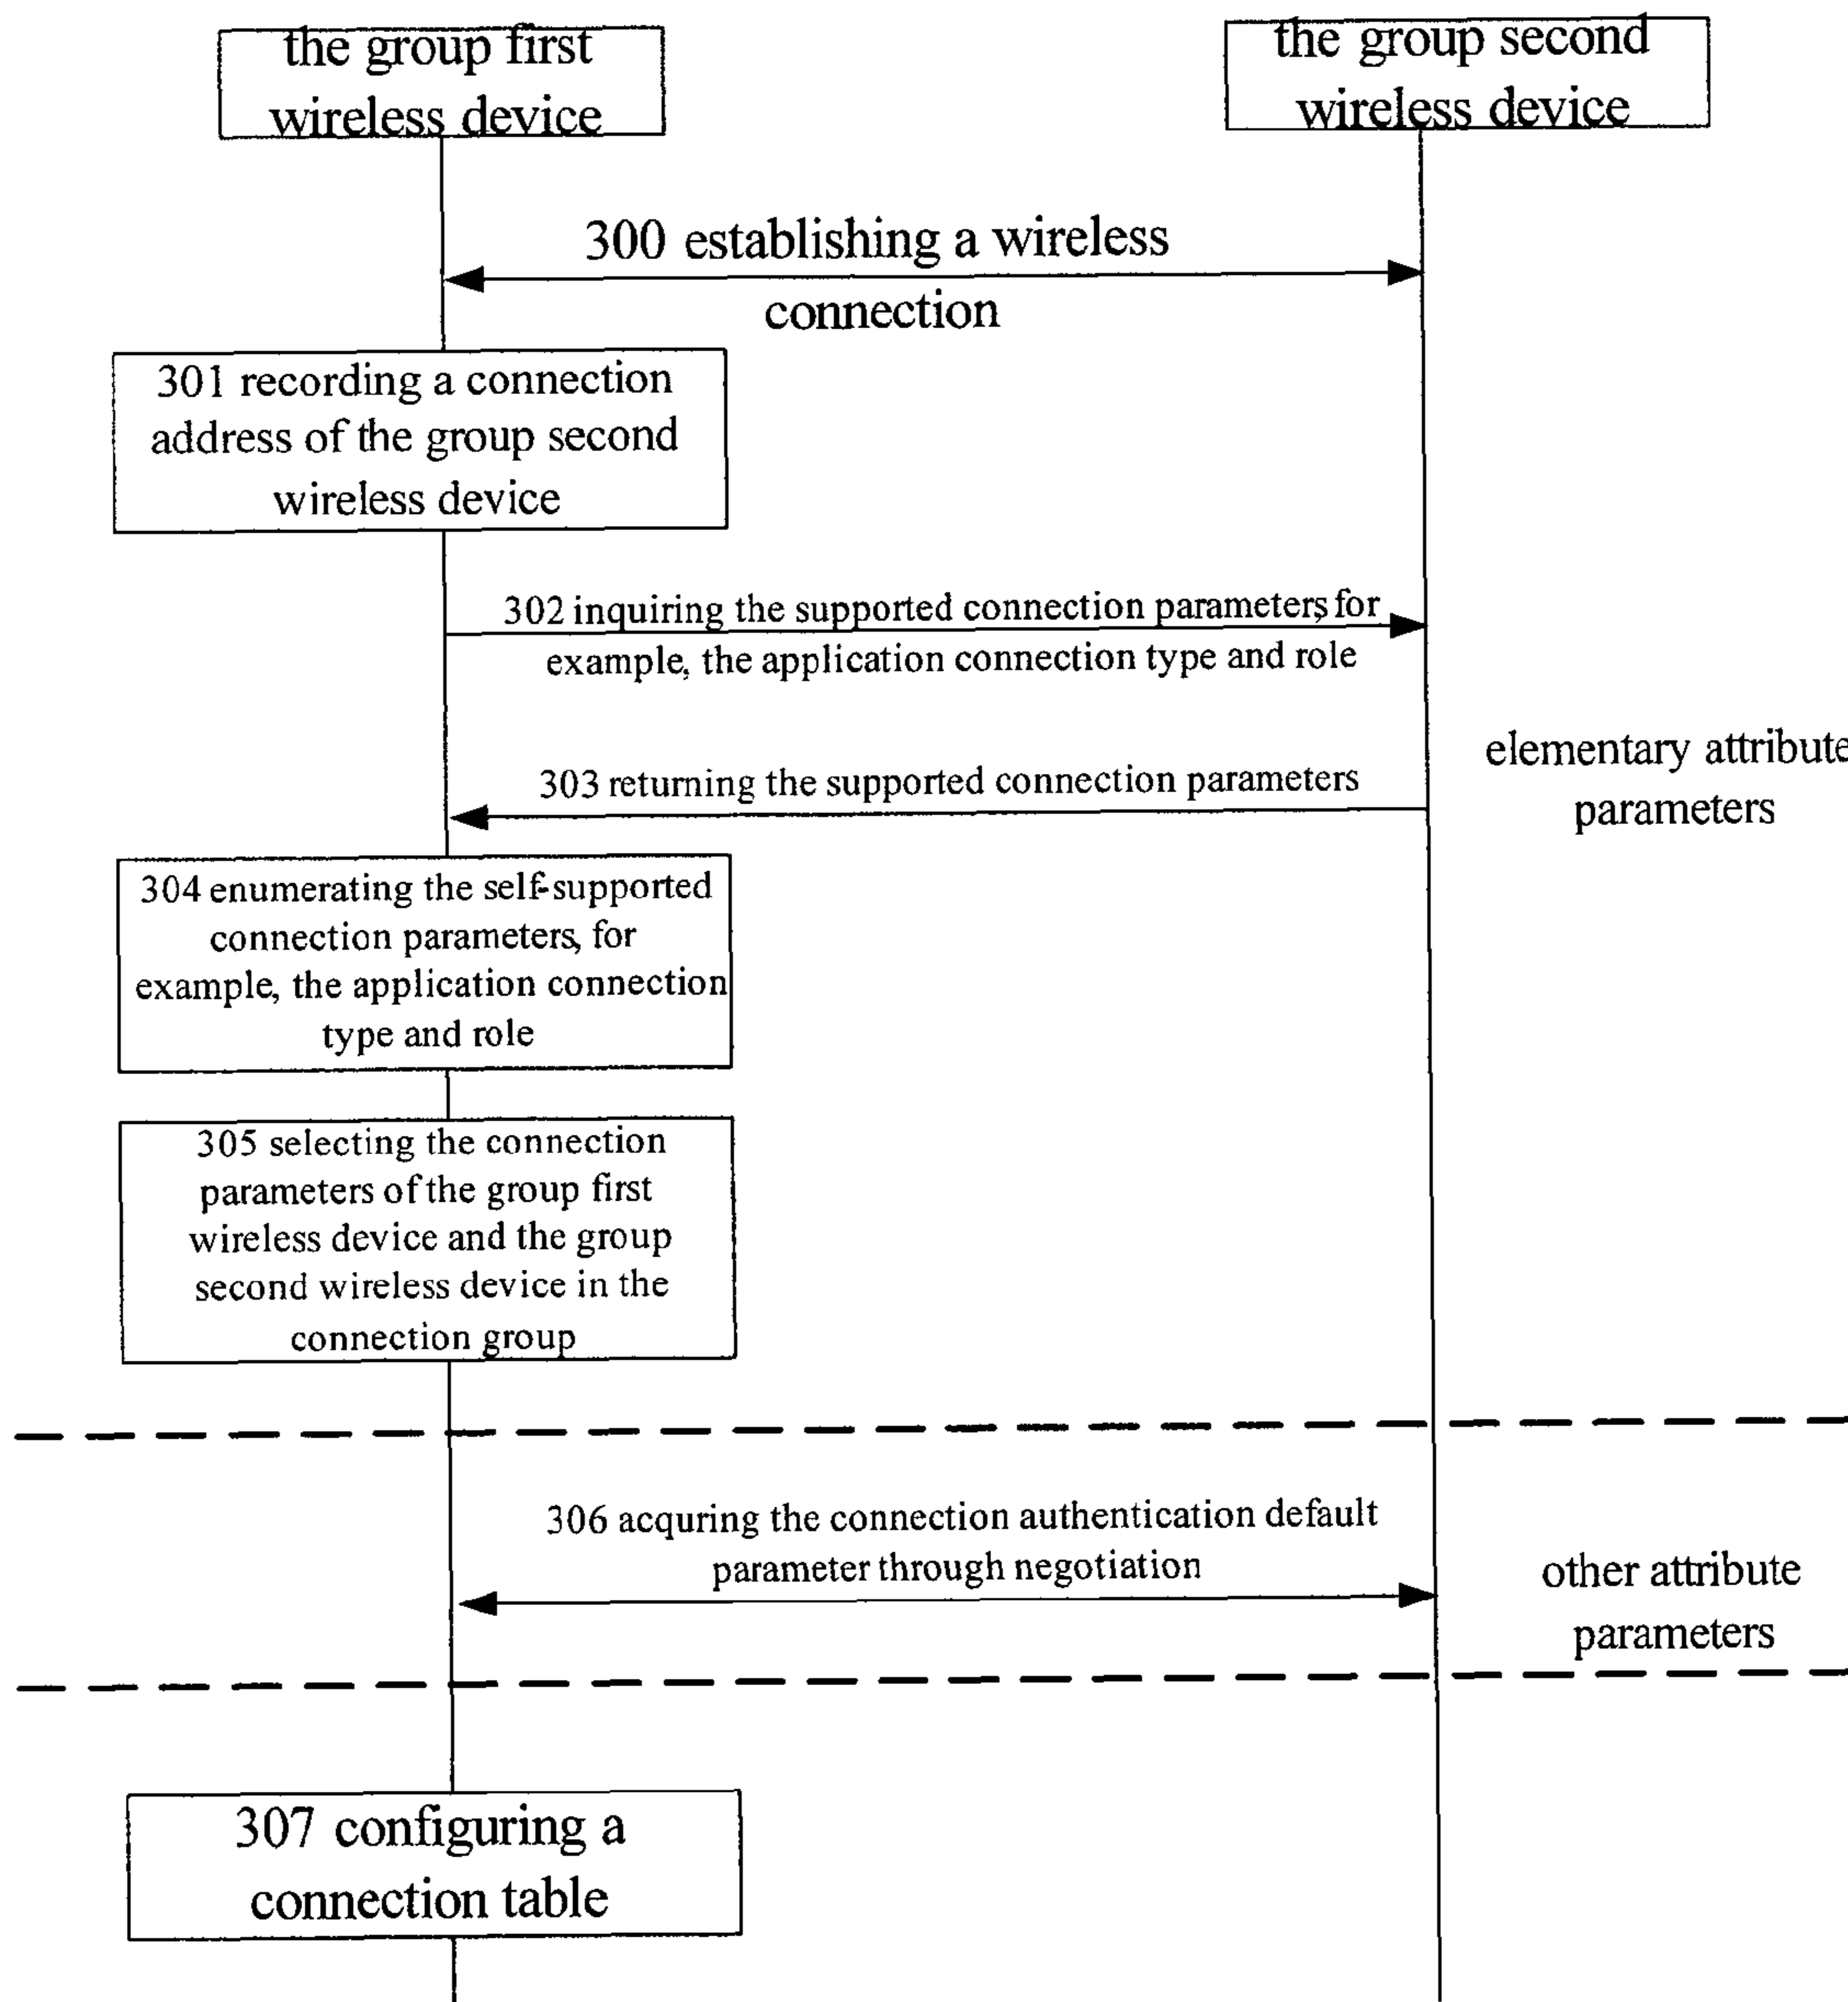 the group first
wireless device
the group second
wireless device
300 establishing a wireless
connection
301 recording a connection
address of the group second
wireless device
302 inquiring the supported connection parameters, for
example, the application connection type and role
elementary attribute
parameters
303 returning the supported connection parameters
304 enumerating the self-supported
connection parameters, for
example, the application connection
type and role
305 selecting the connection
parameters of the group first
wireless device and the group
second wireless device in the
connection group
306 acquring the connection authentication default
parameter through negotiation
other attribute
parameters
307 configuring a
connection table